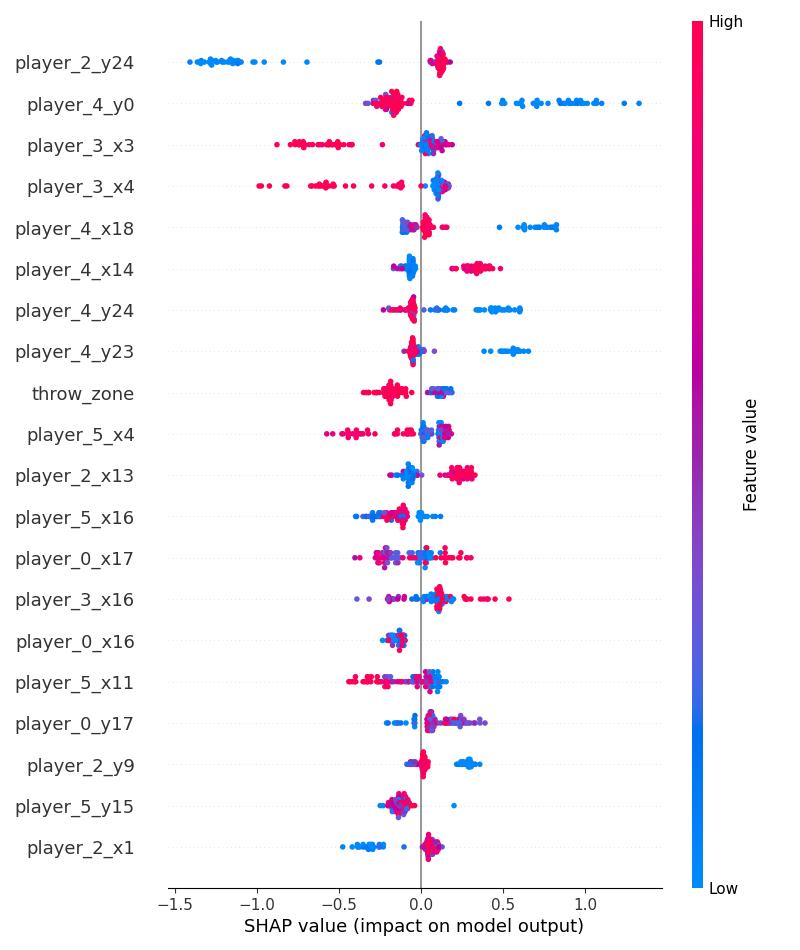 High
player_2_y24
player_4_y0
player_3_x3
player_3_x4
player_4_x18
player_4_x14
player_4_y24
player_4_y23
throw_zone
player_5_x4
player_2_x13
player_5_x16
player_0_x17
player_3_x16
player_0_x16
player_5_x11
player_0_y17
player_2_y9
player_5_y15
player_2_x1
Feature value
Low
−1.5 −1.0 −0.5 0.0 0.5 1.0
SHAP value (impact on model output)